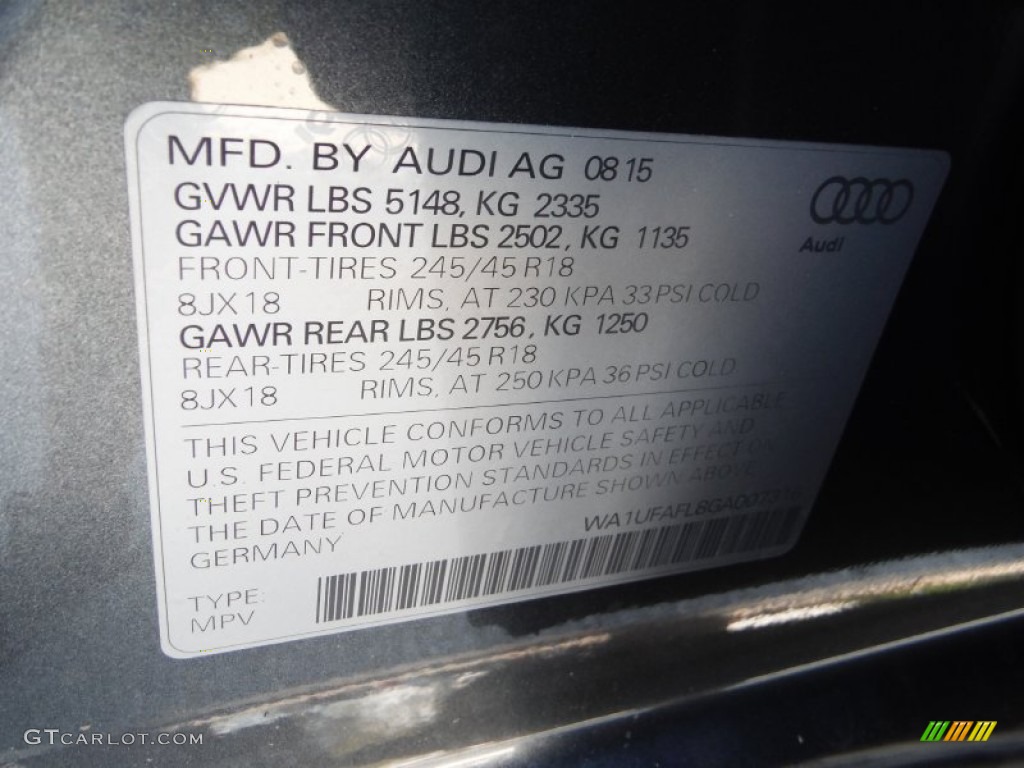 MFD. BY AUDI AG 08 15
GVWR LBS 5148, KG 2335
GAWR FRONT LBS 2502, KG 1135
FRONT-TIRES 245/45 R18
8JX18 RIMS, AT 230 KPA 33 PSI COLD
GAWR REAR LBS 2756, KG 1250
REAR-TIRES 245/45 R18
8JX18 RIMS, AT 250 KPA 36 PSI COLD
Audi
THIS VEHICLE CONFORMS TO ALL APPLICABLE
U.S. FEDERAL MOTOR VEHICLE SAFETY AND
THEFT PREVENTION STANDARDS IN EFFECT ON
THE DATE OF MANUFACTURE SHOWN ABOVE
GERMANY
TYPE:
MPV
GTCARLOT.COM